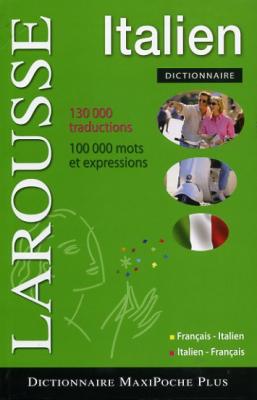 LAROUSSE
Italien
DICTIONNAIRE
130 000
traductions
100 000 mots
et expressions
Français - Italien
Italien - Français
DICTIONNAIRE MAXIPOCHE PLUS